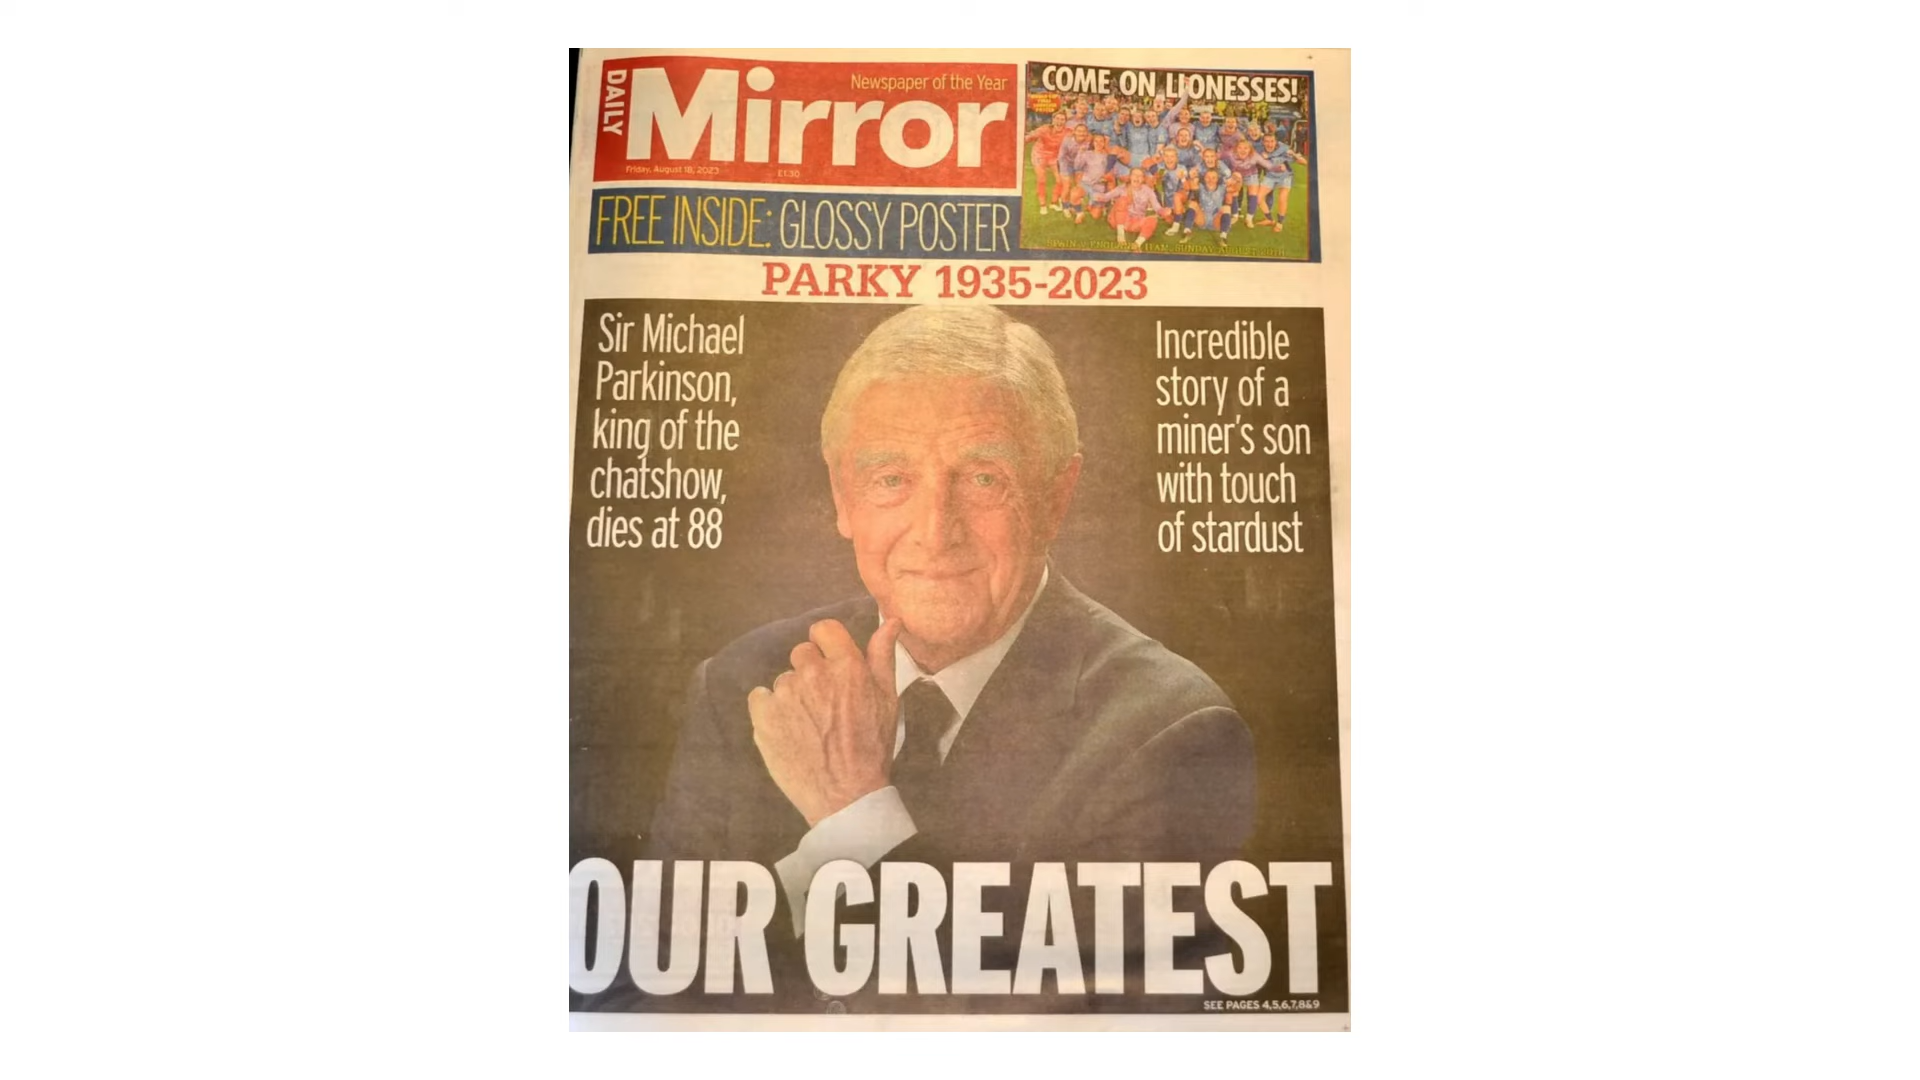 DAILY
Mirror
Newspaper of the Year
Friday, August 18, 2023
£1.30
COME ON LIONESSES!
FREE INSIDE: GLOSSY POSTER
PARKY 1935-2023
Sir Michael
Parkinson,
king of the
chatshow,
dies at 88
Incredible
story of a
miner's son
with touch
of stardust
OUR GREATEST
SEE PAGES 4,5,6,7,8&9